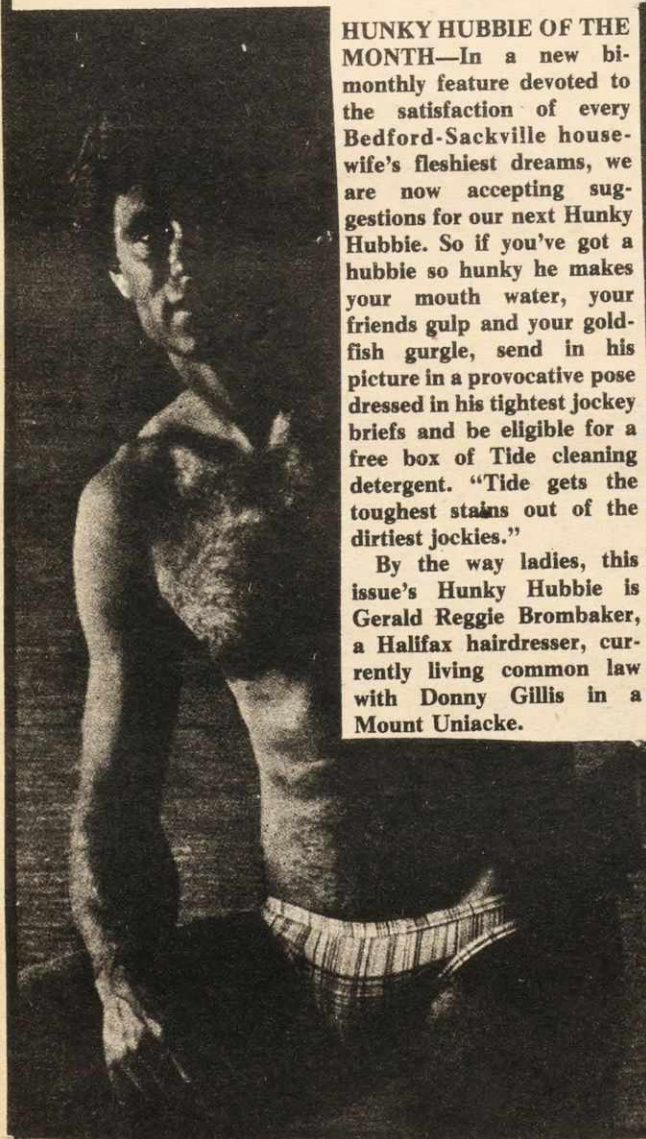 HUNKY HUBBIE OF THE
MONTH—In a new bi-
monthly feature devoted to
the satisfaction of every
Bedford-Sackville house-
wife's fleshiest dreams, we
are now accepting sug-
gestions for our next Hunky
Hubbie. So if you've got a
hubbie so hunky he makes
your mouth water, your
friends gulp and your gold-
fish gurgle, send in his
picture in a provocative pose
dressed in his tightest jockey
briefs and be eligible for a
free box of Tide cleaning
detergent. “Tide gets the
toughest stains out of the
dirtiest jockies.”
By the way ladies, this
issue's Hunky Hubbie is
Gerald Reggie Brombaker,
a Halifax hairdresser, cur-
rently living common law
with Donny Gillis in a
Mount Uniacke.